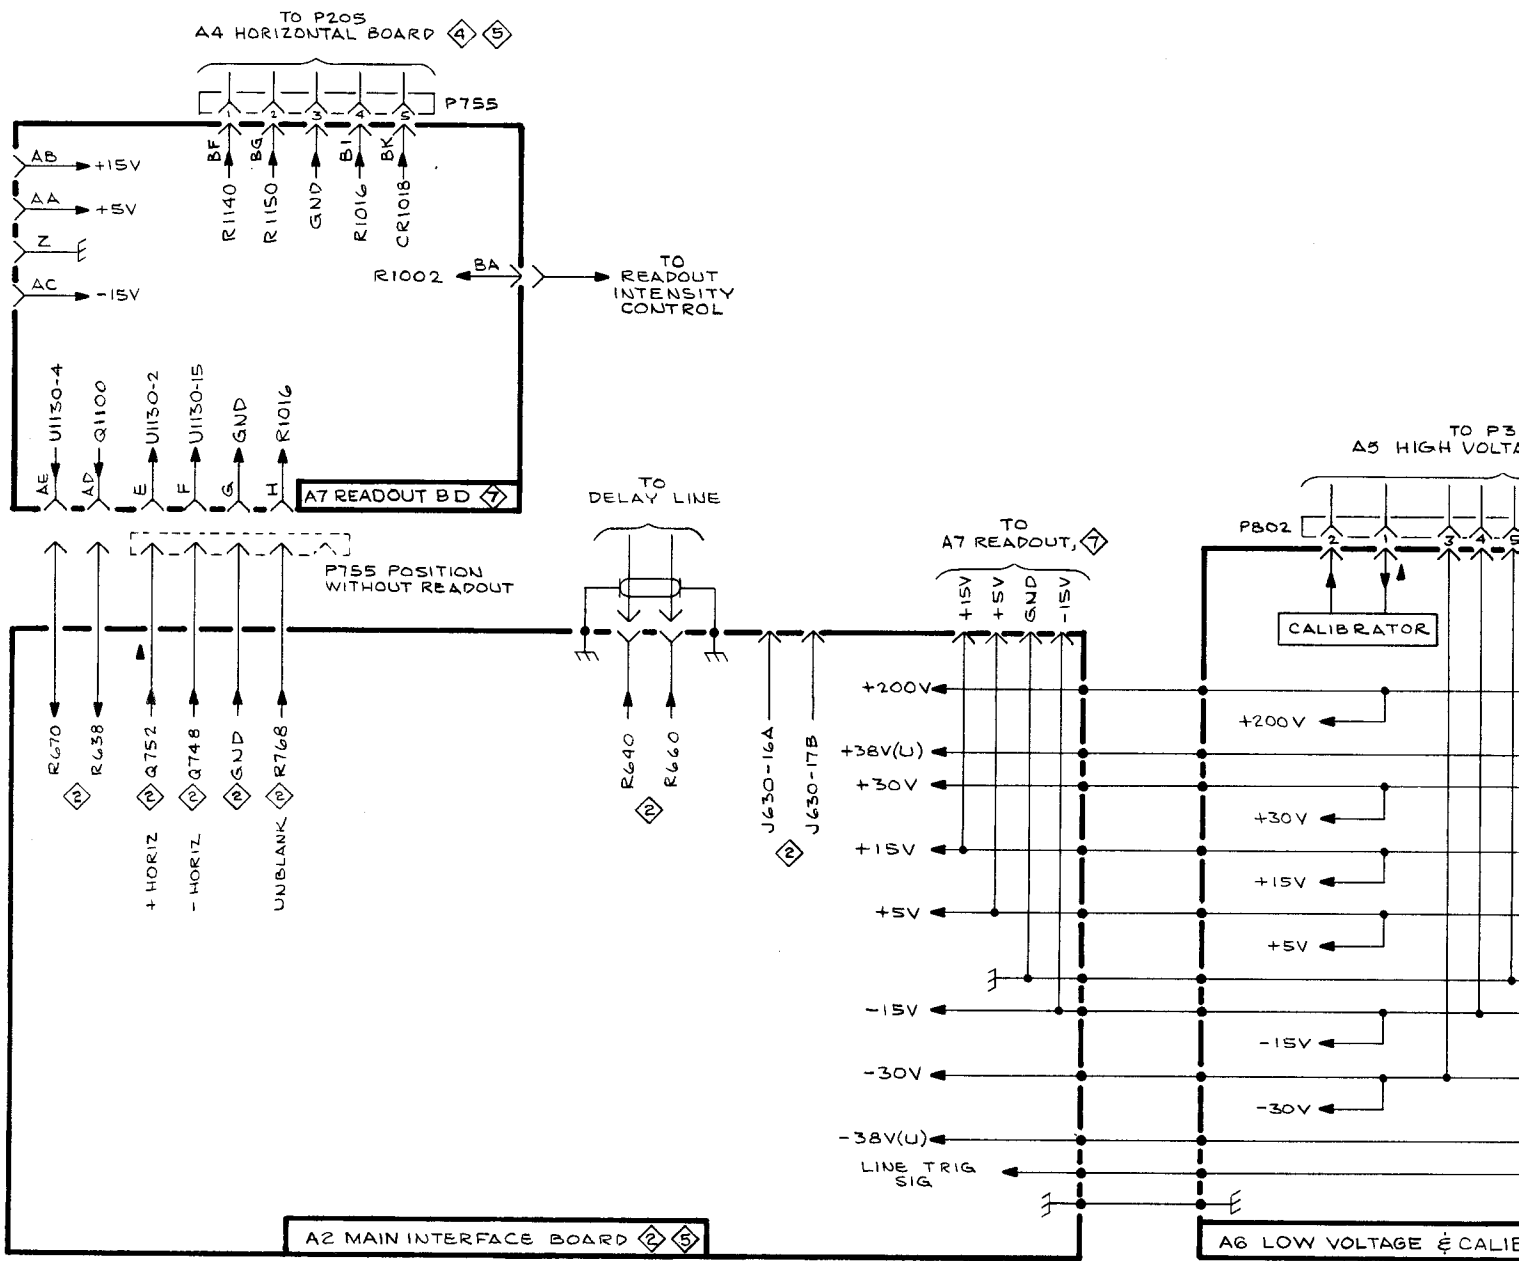 TO P205
A4 HORIZONTAL BOARD 4 5
P755
1 2 3 4 5
BF BG BI BK
R1140 R1150 GND R1016 CR1018
AB +15V
AA +5V
Z
AC -15V
R1002 BA
TO
READOUT
INTENSITY
CONTROL
U1130-4 Q1100 U1130-2 U1130-15 GND R1016
AE AD E F G H
A7 READOUT BD 7
P755 POSITION
WITHOUT READOUT
TO
DELAY LINE
TO
A7 READOUT, 7
+15V +5V GND -15V
TO P3
A5 HIGH VOLTA
P802
2 1 3 4 5
CALIBRATOR
R670 R638 Q752 Q748 GND R768
2 2 2 2 2
+HORIZ -HORIZ UNBLANK
R640 R660
2
J630-16A J630-17B
2
+200V
+200V
+38V(U)
+30V
+30V
+15V
+15V
+5V
+5V
-15V
-15V
-30V
-30V
-38V(U)
LINE TRIG
SIG
A2 MAIN INTERFACE BOARD 2 5
A6 LOW VOLTAGE & CALIB